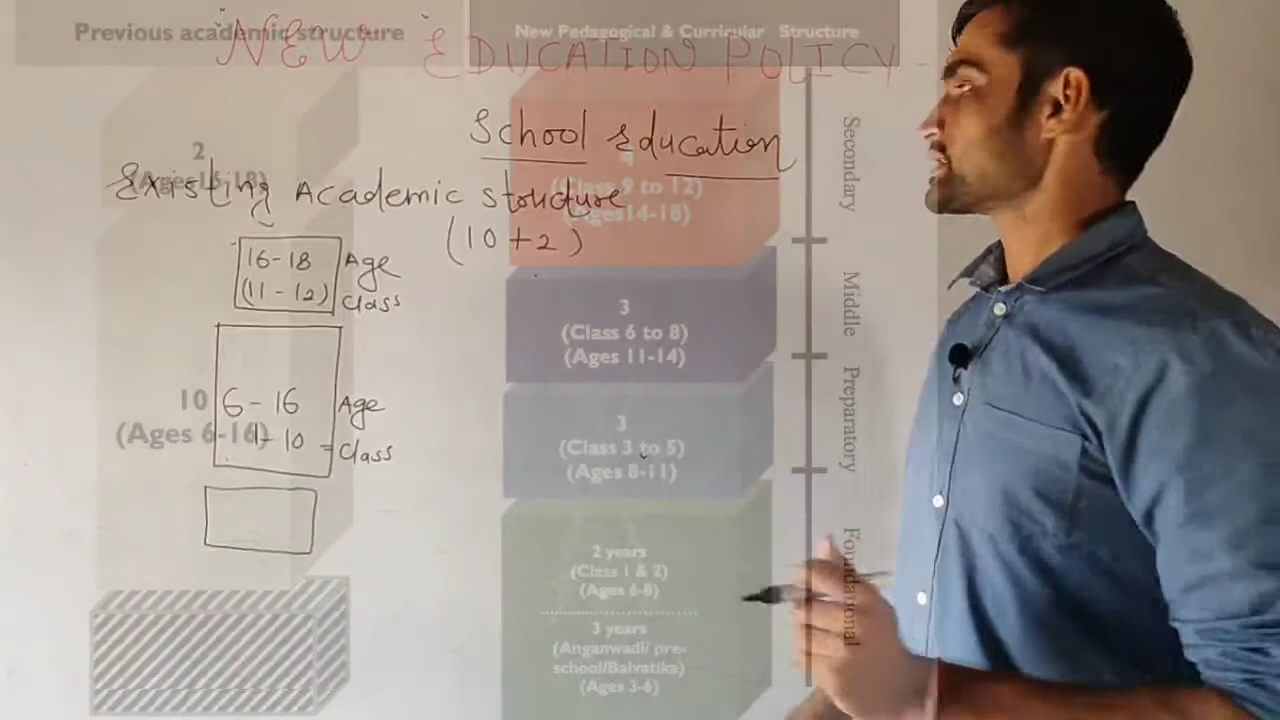 Previous academic structure
New Pedagogical & Curricular Structure
NEW EDUCATION POLICY -
School Education
Existing Academic structure
(10+2)
2
(Ages 16-18)
16-18 Age
(11-12) Class
10
(Ages 6-16)
6-16 Age
1-10 - Class
4
(Class 9 to 12)
(Ages 14-18)
Secondary
3
(Class 6 to 8)
(Ages 11-14)
Middle
3
(Class 3 to 5)
(Ages 8-11)
Preparatory
2 years
(Class 1 & 2)
(Ages 6-8)
3 years
(Anganwadi/ pre-
school/Balvatika)
(Ages 3-6)
Foundational